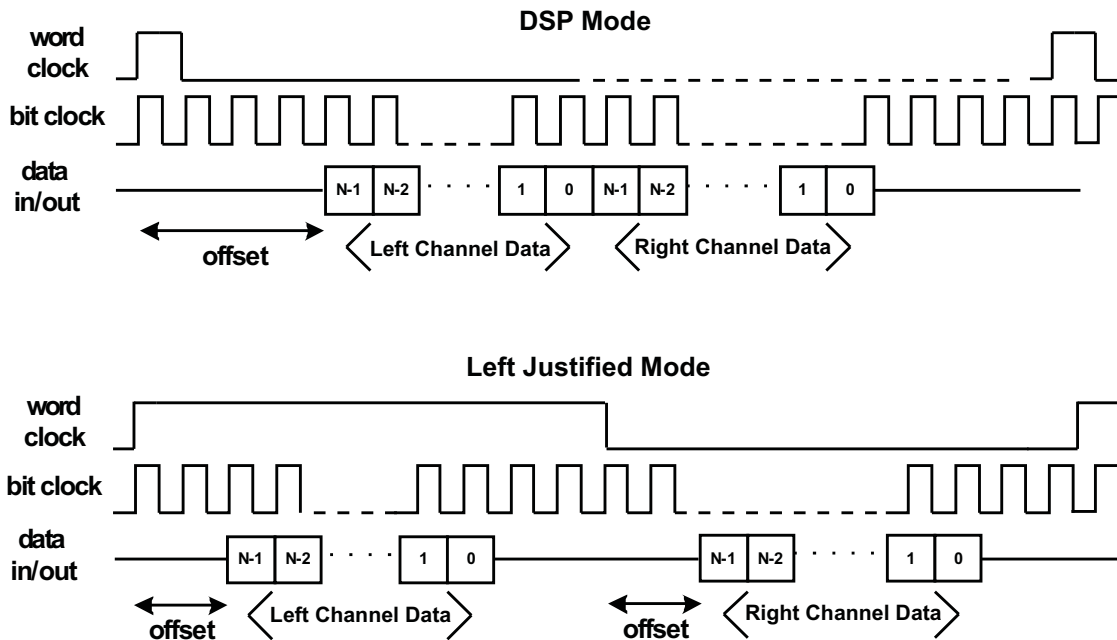 DSP Mode
word
clock
bit clock
data
in/out
N-1 N-2 1 0 N-1 N-2 1 0
offset
Left Channel Data
Right Channel Data
Left Justified Mode
word
clock
bit clock
data
in/out
N-1 N-2 1 0 N-1 N-2 1 0
offset
Left Channel Data
offset
Right Channel Data